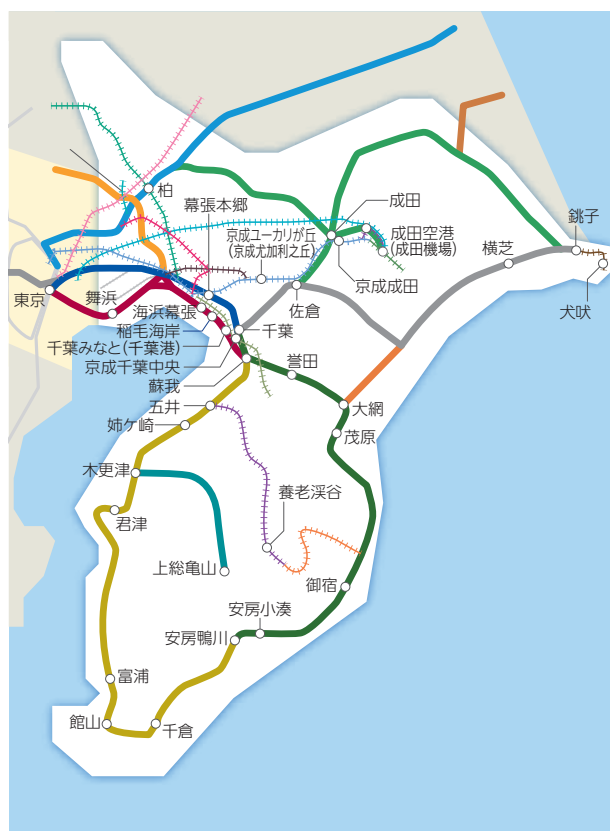 柏
幕張本郷
成田
京成ユーカリが丘
(京成尤加利之丘)
成田空港
(成田機場)
銚子
横芝
京成成田
犬吠
東京
舞浜
海浜幕張
佐倉
稲毛海岸
千葉
千葉みなと(千葉港)
京成千葉中央
蘇我
誉田
五井
大網
姉ケ崎
茂原
木更津
養老渓谷
君津
上総亀山
御宿
安房小湊
安房鴨川
富浦
館山
千倉